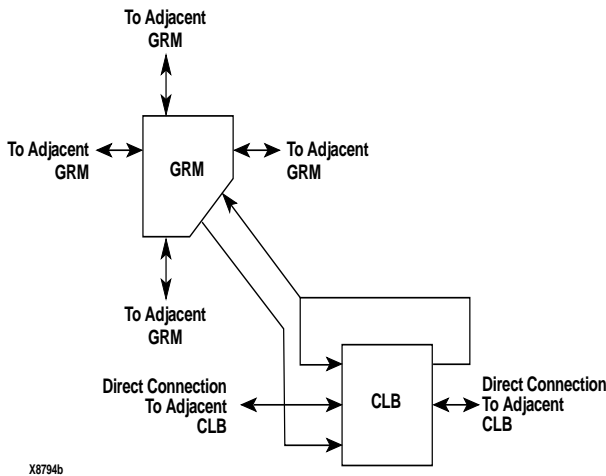 To Adjacent
GRM
To Adjacent
GRM
GRM
To Adjacent
GRM
To Adjacent
GRM
Direct Connection
To Adjacent
CLB
CLB
Direct Connection
To Adjacent
CLB
X8794b